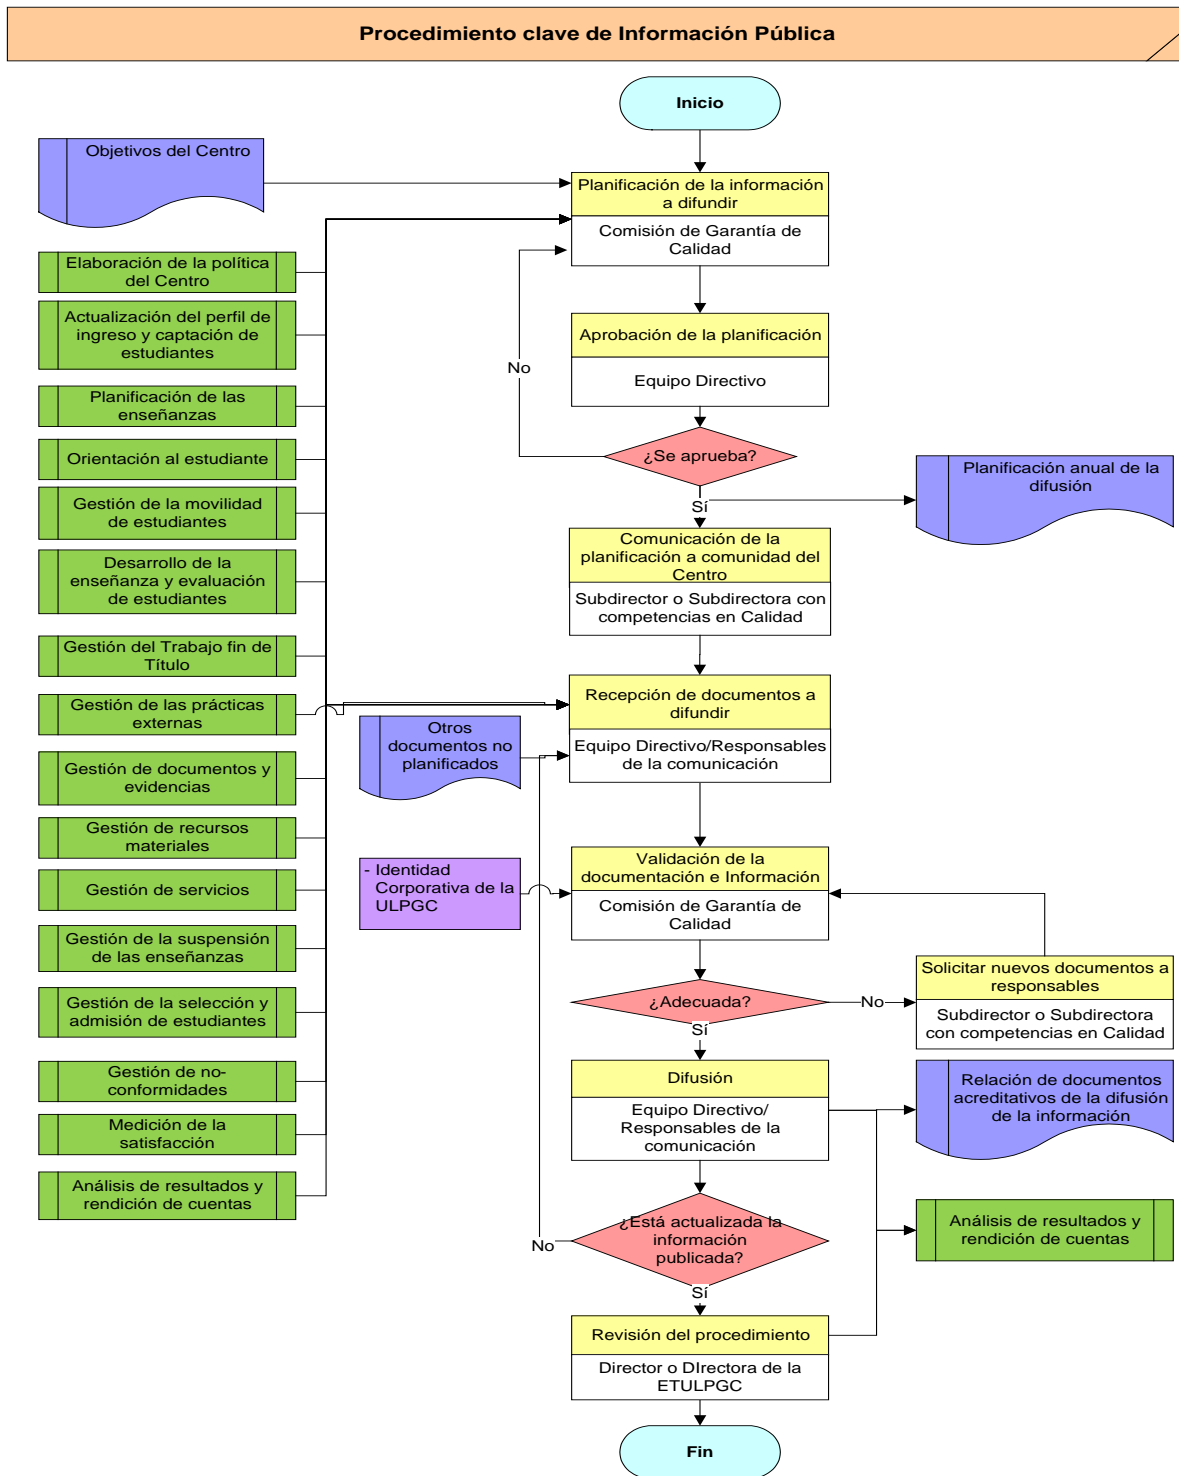 Procedimiento clave de Información Pública
Inicio
Objetivos del Centro
Planificación de la información
a difundir
Comisión de Garantía de
Calidad
Elaboración de la política
del Centro
Actualización del perfil de
ingreso y captación de
estudiantes
Aprobación de la planificación
Equipo Directivo
No
Planificación de las
enseñanzas
Orientación al estudiante
¿Se aprueba?
Sí
Planificación anual de la
difusión
Gestión de la movilidad
de estudiantes
Comunicación de la
planificación a comunidad del
Centro
Subdirector o Subdirectora con
competencias en Calidad
Desarrollo de la
enseñanza y evaluación
de estudiantes
Gestión del Trabajo fin de
Título
Gestión de las prácticas
externas
Recepción de documentos a
difundir
Equipo Directivo/Responsables
de la comunicación
Otros
documentos no
planificados
Gestión de documentos y
evidencias
Gestión de recursos
materiales
Gestión de servicios
- Identidad
Corporativa de la
ULPGC
Validación de la
documentación e Información
Comisión de Garantía de
Calidad
Gestión de la suspensión
de las enseñanzas
Gestión de la selección y
admisión de estudiantes
¿Adecuada?
No
Sí
Solicitar nuevos documentos a
responsables
Subdirector o Subdirectora
con competencias en Calidad
Gestión de no-
conformidades
Difusión
Equipo Directivo/
Responsables de la
comunicación
Relación de documentos
acreditativos de la difusión
de la información
Medición de la
satisfacción
Análisis de resultados y
rendición de cuentas
¿Está actualizada la
información
publicada?
No
Sí
Análisis de resultados y
rendición de cuentas
Revisión del procedimiento
Director o DIrectora de la
ETULPGC
Fin